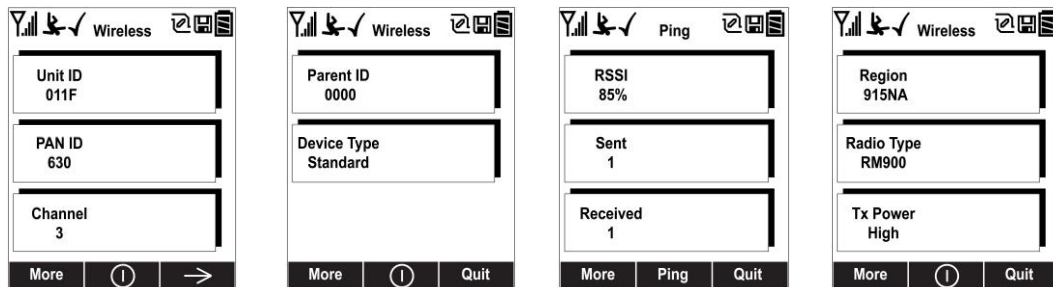 Wireless
Unit ID
011F
PAN ID
630
Channel
3
More
Wireless
Parent ID
0000
Device Type
Standard
More Quit
Ping
RSSI
85%
Sent
1
Received
1
More Ping Quit
Wireless
Region
915NA
Radio Type
RM900
Tx Power
High
More Quit